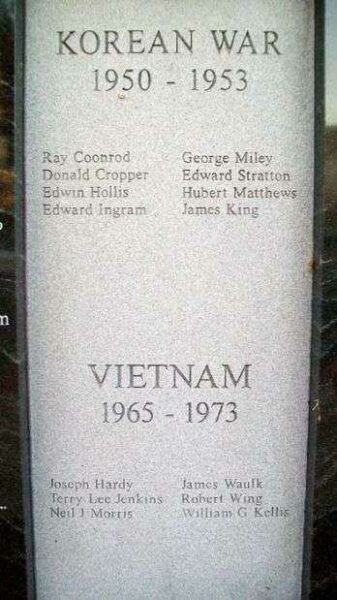 KOREAN WAR
1950 - 1953
Ray Coonrod George Miley
Donald Cropper Edward Stratton
Edwin Hollis Hubert Matthews
Edward Ingram James King
VIETNAM
1965 - 1973
Joseph Hardy James Waulk
Terry Lee Jenkins Robert Wing
Neil J Morris William G Kellis